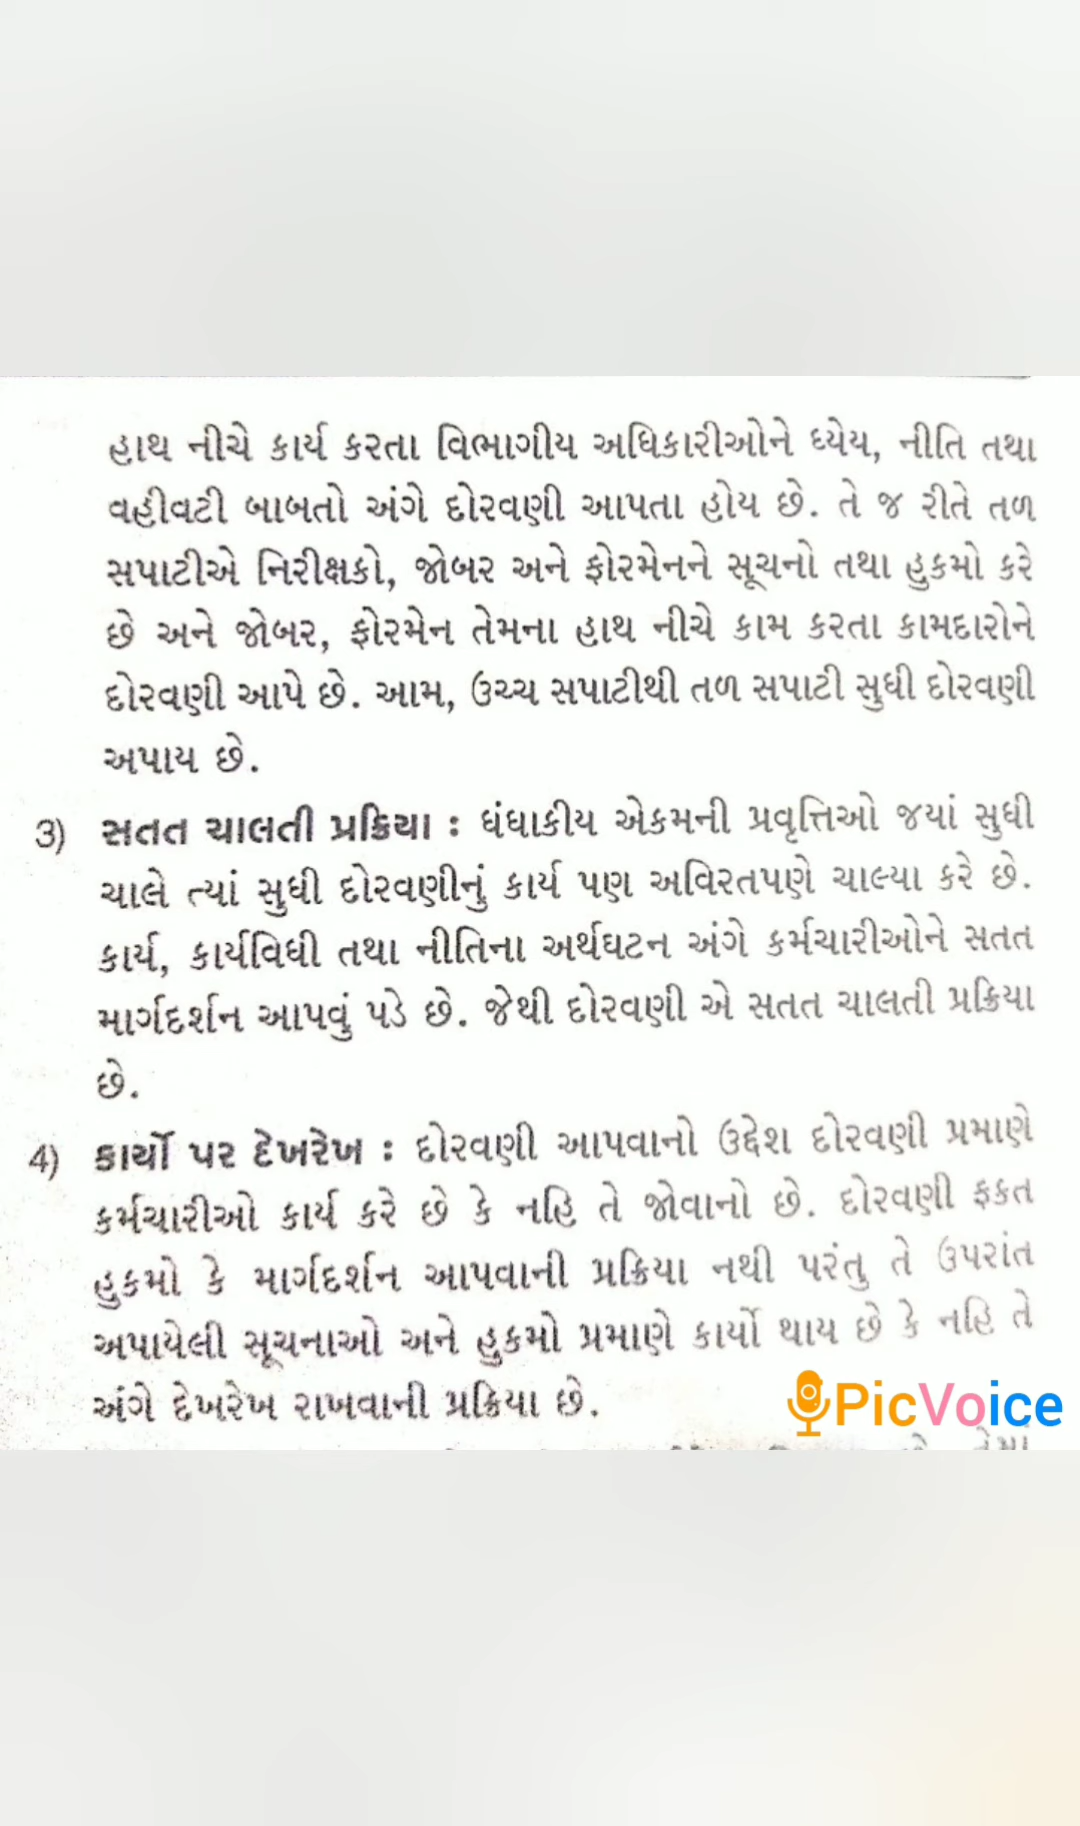 હાથ નીચે કાર્ય કરતા વિભાગીય અધિકારીઓને ધ્યેય, નીતિ તથા
વહીવટી બાબતો અંગે દોરવણી આપતા હોય છે. તે જ રીતે તળ
સપાટીએ નિરીક્ષકો, જોબર અને ફોરમેનને સૂચનો તથા હુકમો કરે
છે અને જોબર, ફોરમેન તેમના હાથ નીચે કામ કરતા કામદારોને
દોરવણી આપે છે. આમ, ઉચ્ચ સપાટીથી તળ સપાટી સુધી દોરવણી
અપાય છે.
3) સતત ચાલતી પ્રક્રિયા : ધંધાકીય એકમની પ્રવૃત્તિઓ જયાં સુધી
ચાલે ત્યાં સુધી દોરવણીનું કાર્ય પણ અવિરતપણે ચાલ્યા કરે છે.
કાર્ય, કાર્યવિધી તથા નીતિના અર્થઘટન અંગે કર્મચારીઓને સતત
માર્ગદર્શન આપવું પડે છે. જેથી દોરવણી એ સતત ચાલતી પ્રક્રિયા
છે.
4) કાર્યો પર દેખરેખ : દોરવણી આપવાનો ઉદ્દેશ દોરવણી પ્રમાણે
કર્મચારીઓ કાર્ય કરે છે કે નહિ તે જોવાનો છે. દોરવણી ફકત
હુકમો કે માર્ગદર્શન આપવાની પ્રક્રિયા નથી પરંતુ તે ઉપરાંત
અપાયેલી સૂચનાઓ અને હુકમો પ્રમાણે કાર્યો થાય છે કે નહિ તે
અંગે દેખરેખ રાખવાની પ્રક્રિયા છે.
PicVoice